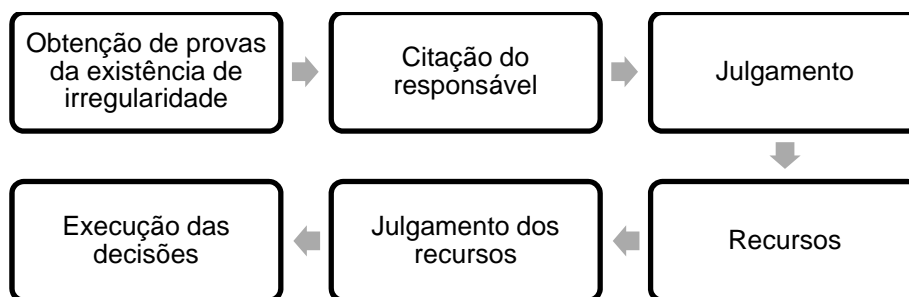 Obtenção de provas
da existência de
irregularidade
Citação do
responsável
Julgamento
Recursos
Julgamento dos
recursos
Execução das
decisões